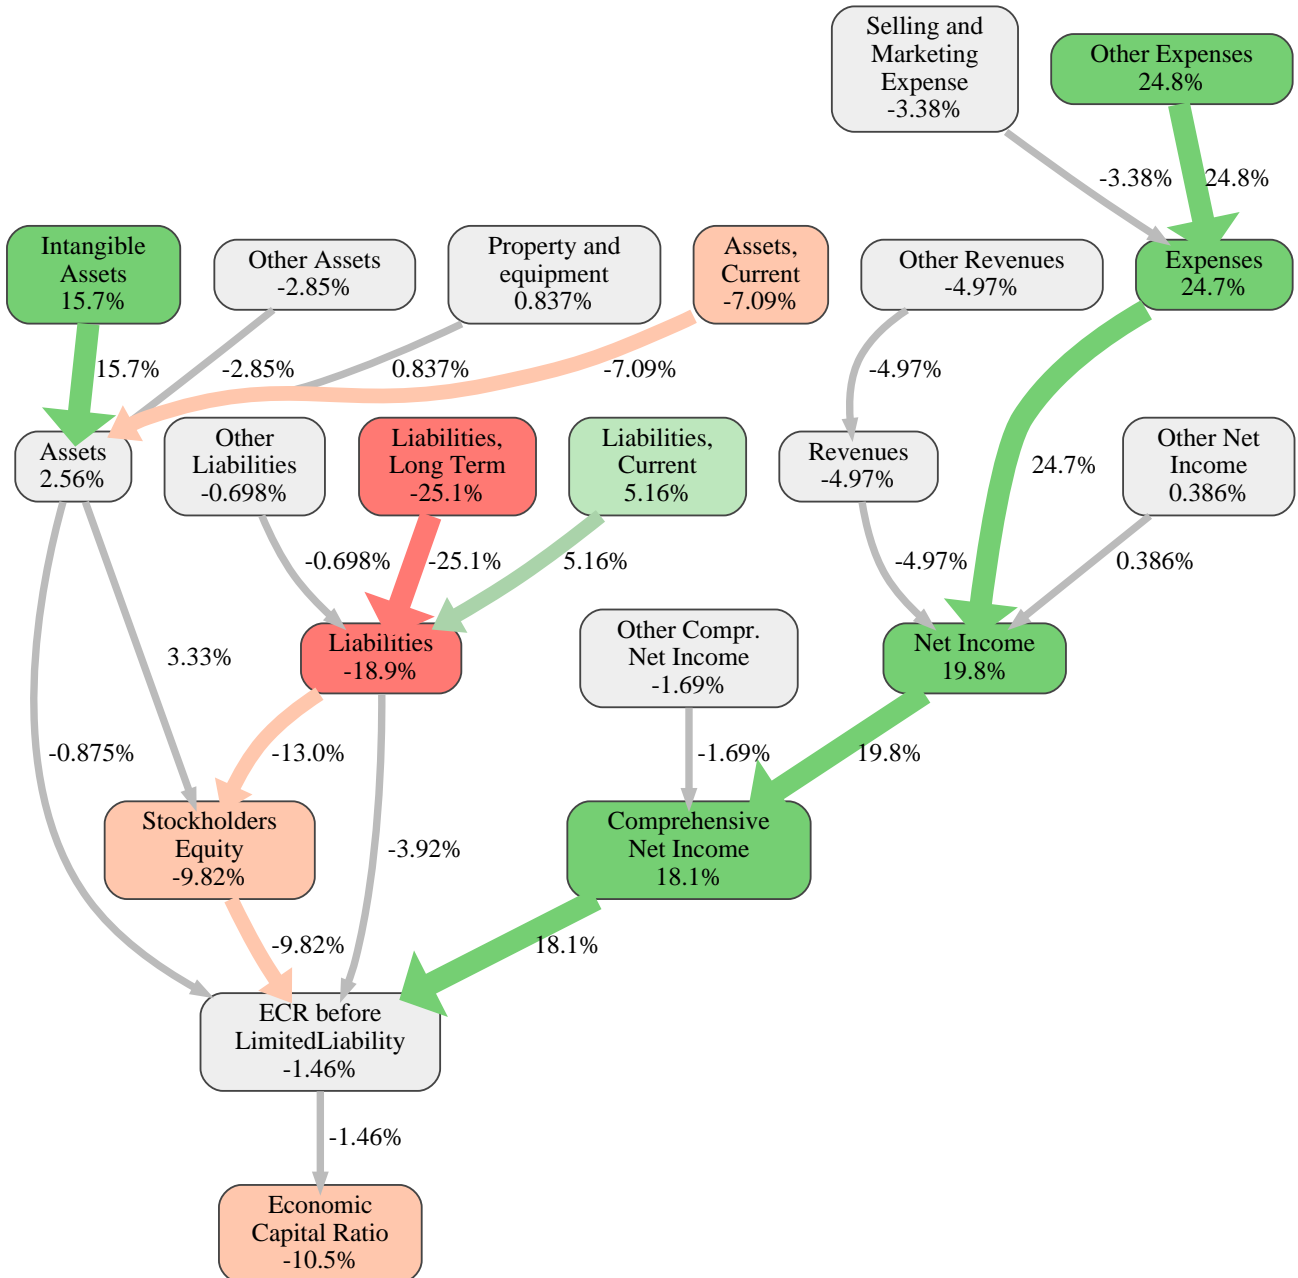 Selling and
Marketing
Expense
-3.38%
Other Expenses
24.8%
-3.38%
24.8%
Intangible
Assets
15.7%
Other Assets
-2.85%
Property and
equipment
0.837%
Assets,
Current
-7.09%
Other Revenues
-4.97%
Expenses
24.7%
15.7%
-2.85%
0.837%
-7.09%
-4.97%
Assets
2.56%
Other
Liabilities
-0.698%
Liabilities,
Long Term
-25.1%
Liabilities,
Current
5.16%
Revenues
-4.97%
24.7%
Other Net
Income
0.386%
-0.698%
-25.1%
5.16%
-4.97%
0.386%
Liabilities
-18.9%
Other Compr.
Net Income
-1.69%
Net Income
19.8%
3.33%
-0.875%
-13.0%
-1.69%
19.8%
Stockholders
Equity
-9.82%
-3.92%
Comprehensive
Net Income
18.1%
-9.82%
18.1%
ECR before
LimitedLiability
-1.46%
-1.46%
Economic
Capital Ratio
-10.5%